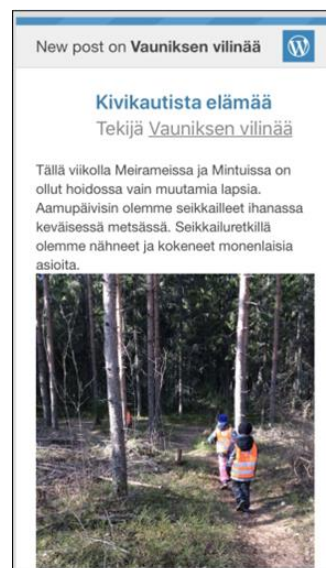 New post on Vauniksen vilinää
Kivikautista elämää
Tekijä Vauniksen vilinää
Tällä viikolla Meirameissa ja Mintuissa on
ollut hoidossa vain muutamia lapsia.
Aamupäivisin olemme seikkailleet ihanassa
keväisessä metsässä. Seikkailuretkillä
olemme nähneet ja kokeneet monenlaisia
asioita.